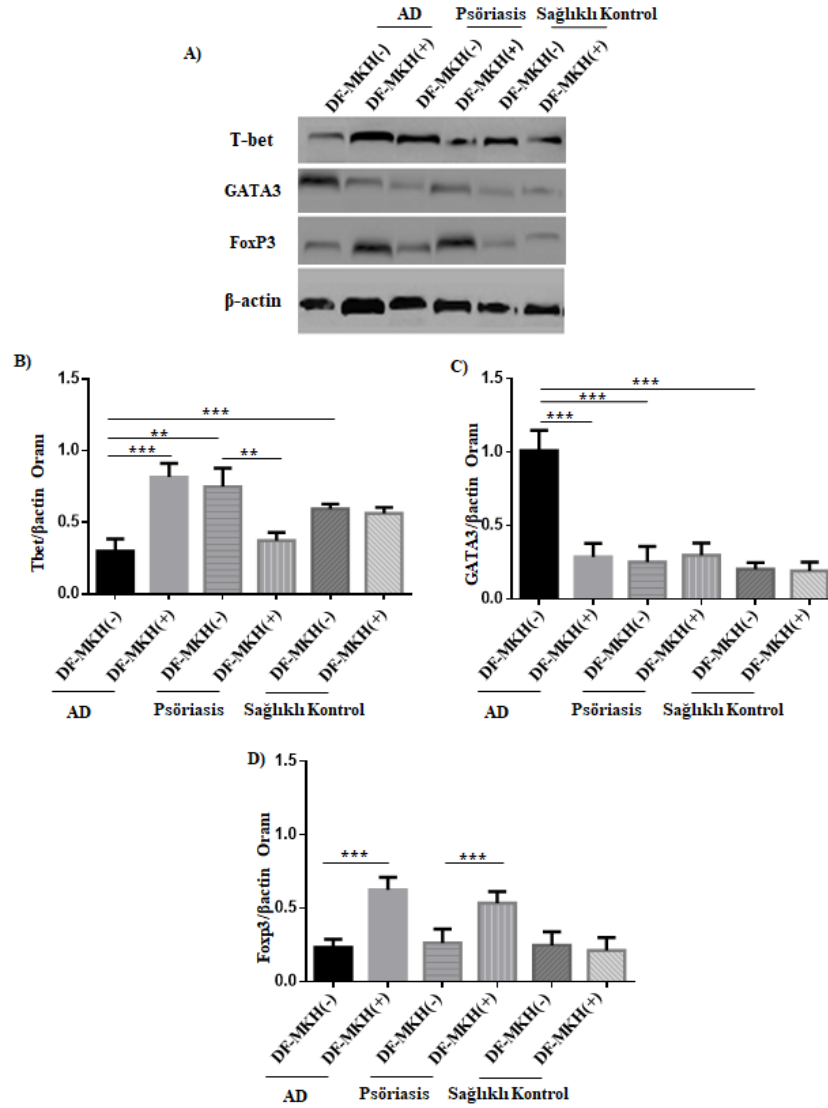 AD Psöriasis Sağlıklı Kontrol
A)
DF-MKH(-) DF-MKH(+) DF-MKH(-) DF-MKH(+) DF-MKH(-) DF-MKH(+)
T-bet
GATA3
FoxP3
β-actin
B)
Tbet/βactin Oranı
1.5
1.0
0.5
0.0
***
**
***
**
DF-MKH(-) DF-MKH(+) DF-MKH(-) DF-MKH(+) DF-MKH(-) DF-MKH(+)
AD Psöriasis Sağlıklı Kontrol
C)
GATA3/βactin Oranı
1.5
1.0
0.5
0.0
***
***
***
DF-MKH(-) DF-MKH(+) DF-MKH(-) DF-MKH(+) DF-MKH(-) DF-MKH(+)
AD Psöriasis Sağlıklı Kontrol
D)
Foxp3/βactin Oranı
1.5
1.0
0.5
0.0
*** ***
DF-MKH(-) DF-MKH(+) DF-MKH(-) DF-MKH(+) DF-MKH(-) DF-MKH(+)
AD Psöriasis Sağlıklı Kontrol